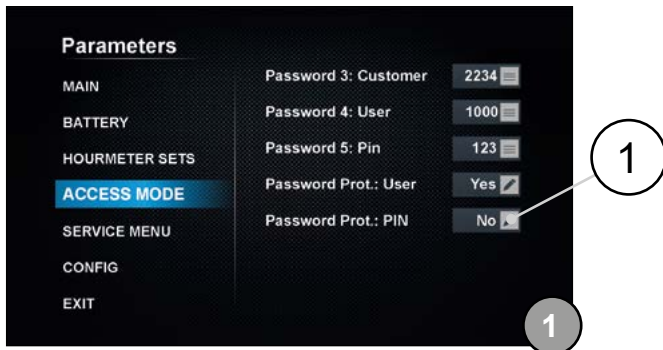 Parameters
MAIN
BATTERY
HOURMETER SETS
ACCESS MODE
SERVICE MENU
CONFIG
EXIT
Password 3: Customer 2234
Password 4: User 1000
Password 5: Pin 123
Password Prot.: User Yes
Password Prot.: PIN No
1
1